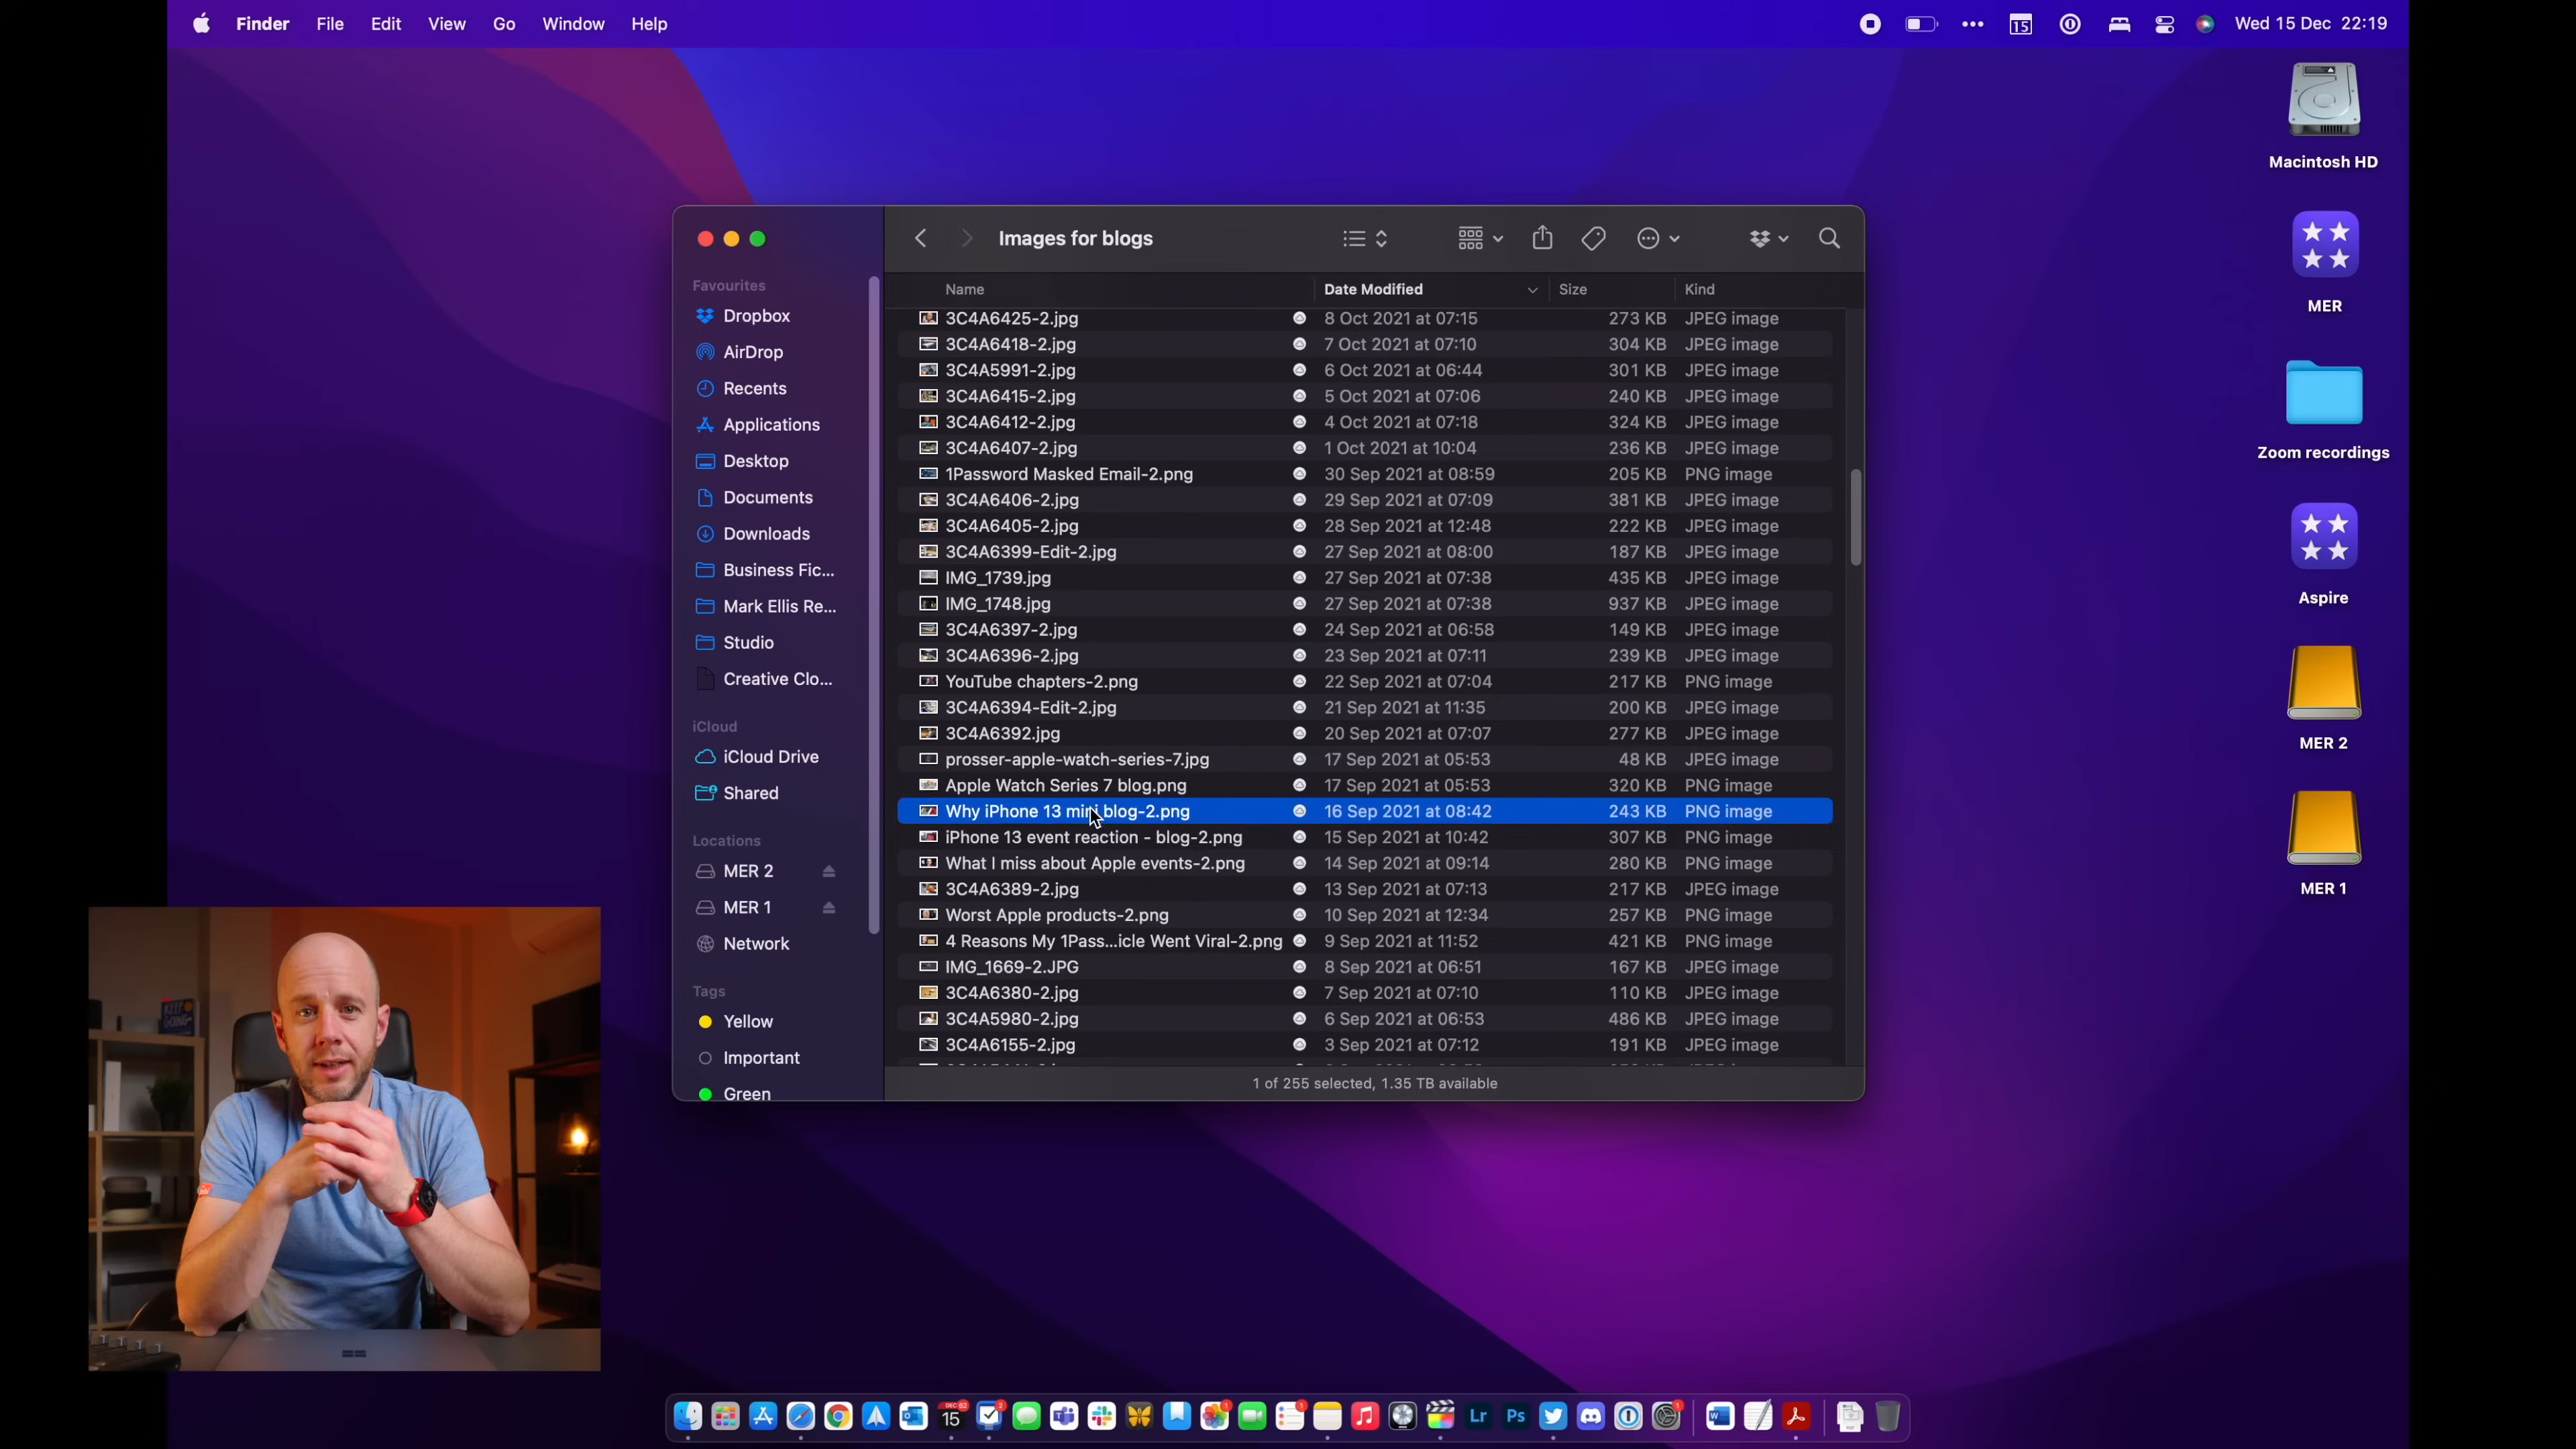 Finder File Edit View Go Window Help
15 Wed 15 Dec 22:19
Macintosh HD
MER
Zoom recordings
Aspire
MER 2
MER 1
Images for blogs
Favourites
Dropbox
AirDrop
Recents
Applications
Desktop
Documents
Downloads
Business Fic...
Mark Ellis Re...
Studio
Creative Clo...
iCloud
iCloud Drive
Shared
Locations
MER 2
MER 1
Network
Tags
Yellow
Important
Green
Name Date Modified Size Kind
3C4A6425-2.jpg 8 Oct 2021 at 07:15 273 KB JPEG image
3C4A6418-2.jpg 7 Oct 2021 at 07:10 304 KB JPEG image
3C4A5991-2.jpg 6 Oct 2021 at 06:44 301 KB JPEG image
3C4A6415-2.jpg 5 Oct 2021 at 07:06 240 KB JPEG image
3C4A6412-2.jpg 4 Oct 2021 at 07:18 324 KB JPEG image
3C4A6407-2.jpg 1 Oct 2021 at 10:04 236 KB JPEG image
1Password Masked Email-2.png 30 Sep 2021 at 08:59 205 KB PNG image
3C4A6406-2.jpg 29 Sep 2021 at 07:09 381 KB JPEG image
3C4A6405-2.jpg 28 Sep 2021 at 12:48 222 KB JPEG image
3C4A6399-Edit-2.jpg 27 Sep 2021 at 08:00 187 KB JPEG image
IMG_1739.jpg 27 Sep 2021 at 07:38 435 KB JPEG image
IMG_1748.jpg 27 Sep 2021 at 07:38 937 KB JPEG image
3C4A6397-2.jpg 24 Sep 2021 at 06:58 149 KB JPEG image
3C4A6396-2.jpg 23 Sep 2021 at 07:11 239 KB JPEG image
YouTube chapters-2.png 22 Sep 2021 at 07:04 217 KB PNG image
3C4A6394-Edit-2.jpg 21 Sep 2021 at 11:35 200 KB JPEG image
3C4A6392.jpg 20 Sep 2021 at 07:07 277 KB JPEG image
prosser-apple-watch-series-7.jpg 17 Sep 2021 at 05:53 48 KB JPEG image
Apple Watch Series 7 blog.png 17 Sep 2021 at 05:53 320 KB PNG image
Why iPhone 13 mini blog-2.png 16 Sep 2021 at 08:42 243 KB PNG image
iPhone 13 event reaction - blog-2.png 15 Sep 2021 at 10:42 307 KB PNG image
What I miss about Apple events-2.png 14 Sep 2021 at 09:14 280 KB PNG image
3C4A6389-2.jpg 13 Sep 2021 at 07:13 217 KB JPEG image
Worst Apple products-2.png 10 Sep 2021 at 12:34 257 KB PNG image
4 Reasons My 1Pass...icle Went Viral-2.png 9 Sep 2021 at 11:52 421 KB PNG image
IMG_1669-2.JPG 8 Sep 2021 at 06:51 167 KB JPEG image
3C4A6380-2.jpg 7 Sep 2021 at 07:10 110 KB JPEG image
3C4A5980-2.jpg 6 Sep 2021 at 06:53 486 KB JPEG image
3C4A6155-2.jpg 3 Sep 2021 at 07:12 191 KB JPEG image
1 of 255 selected, 1.35 TB available
KEEP
GOING
15
Lr
Ps